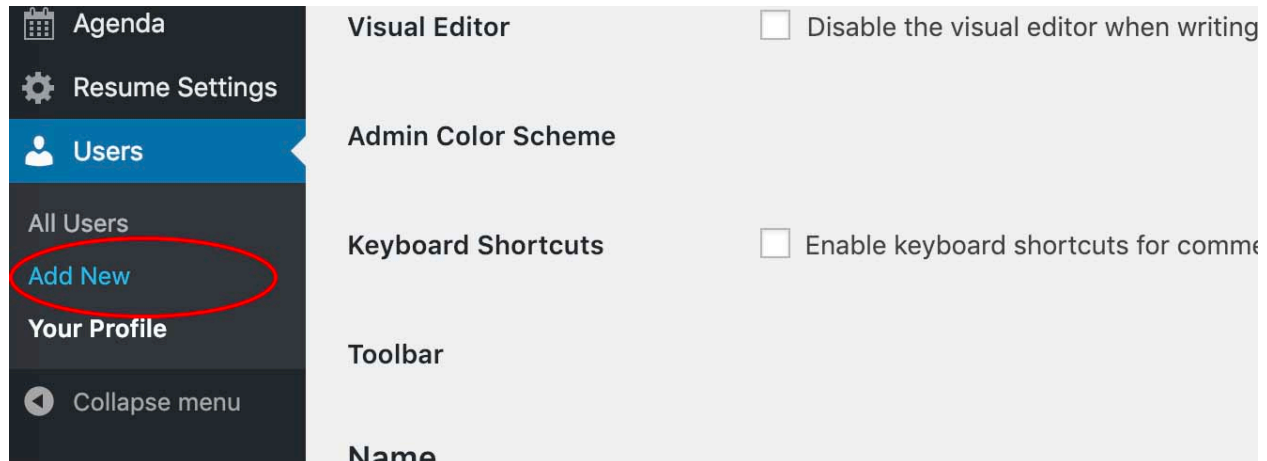 Agenda
Resume Settings
Users
All Users
Add New
Your Profile
Collapse menu
Visual Editor
Disable the visual editor when writing
Admin Color Scheme
Keyboard Shortcuts
Enable keyboard shortcuts for comme
Toolbar
Name